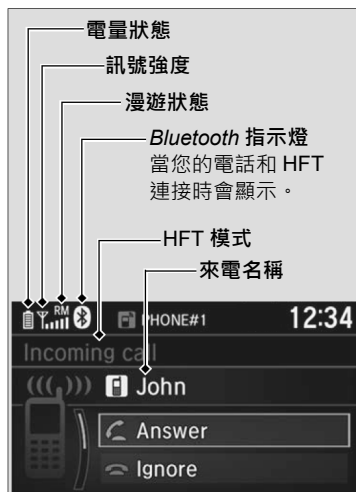 電量狀態
訊號強度
漫遊狀態
Bluetooth 指示燈
當您的電話和 HFT
連接時會顯示。
HFT 模式
來電名稱
RM PHONE#1 12:34
Incoming call
John
Answer
Ignore